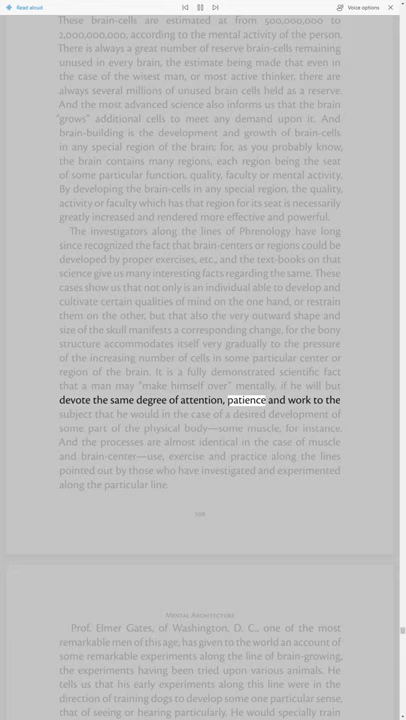 Read aloud
Voice options
These brain-cells are estimated at from 500,000,000 to
2,000,000,000, according to the mental activity of the person.
There is always a great number of reserve brain-cells remaining
unused in every brain, the estimate being made that even in
the case of the wisest man, or most active thinker, there are
always several millions of unused brain cells held as a reserve.
And the most advanced science also informs us that the brain
"grows" additional cells to meet any demand upon it. And
brain-building is the development and growth of brain-cells
in any special region of the brain; for, as you probably know,
the brain contains many regions, each region being the seat
of some particular function, quality, faculty or mental activity.
By developing the brain-cells in any special region, the quality,
activity or faculty which has that region for its seat is necessarily
greatly increased and rendered more effective and powerful.
The investigators along the lines of Phrenology have long
since recognized the fact that brain-centers or regions could be
developed by proper exercises, etc., and the text-books on that
science give us many interesting facts regarding the same. These
cases show us that not only is an individual able to develop and
cultivate certain qualities of mind on the one hand, or restrain
them on the other, but that also the very outward shape and
size of the skull manifests a corresponding change, for the bony
structure accommodates itself very gradually to the pressure
of the increasing number of cells in some particular center or
region of the brain. It is a fully demonstrated scientific fact
that a man may "make himself over" mentally, if he will but
devote the same degree of attention, patience and work to the
subject that he would in the case of a desired development of
some part of the physical body—some muscle, for instance.
And the processes are almost identical in the case of muscle
and brain-center—use, exercise and practice along the lines
pointed out by those who have investigated and experimented
along the particular line.
Mental Architecture
Prof. Elmer Gates, of Washington, D. C., one of the most
remarkable men of this age, has given to the world an account of
some remarkable experiments along the line of brain-growing,
the experiments having been tried upon various animals. He
tells us that his early experiments along this line were in the
direction of training dogs to develop some one particular sense,
that of seeing or hearing particularly. He would specially train